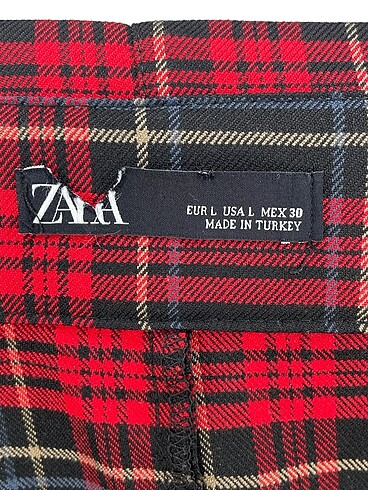 ZARA
EUR L USA L MEX 30
MADE IN TURKEY